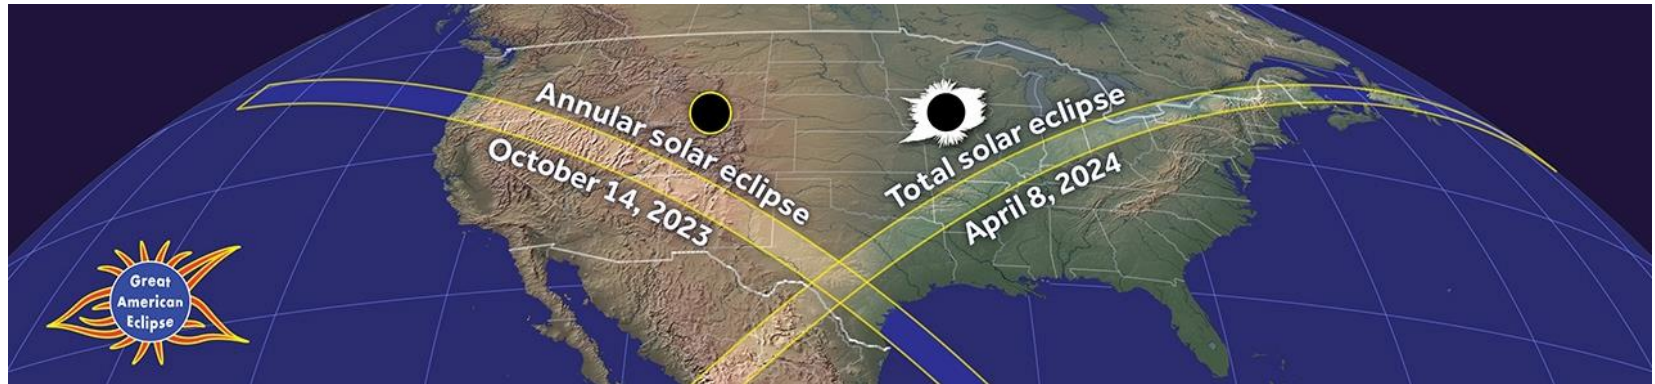 Annular solar eclipse
October 14, 2023
Total solar eclipse
April 8, 2024
Great
American
Eclipse